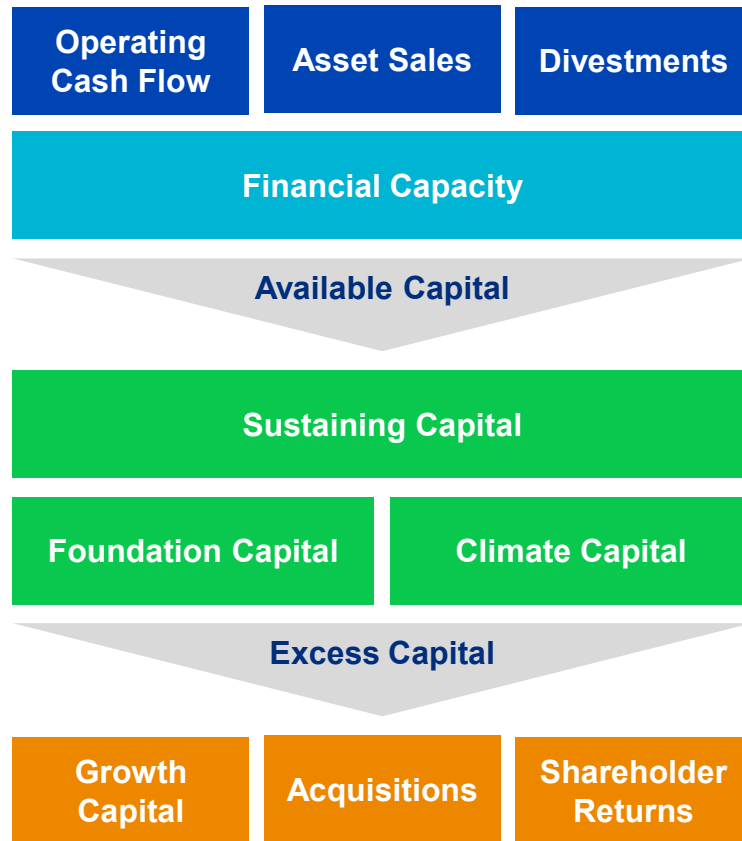 Operating
Cash Flow
Asset Sales
Divestments
Financial Capacity
Available Capital
Sustaining Capital
Foundation Capital
Climate Capital
Excess Capital
Growth
Capital
Acquisitions
Shareholder
Returns